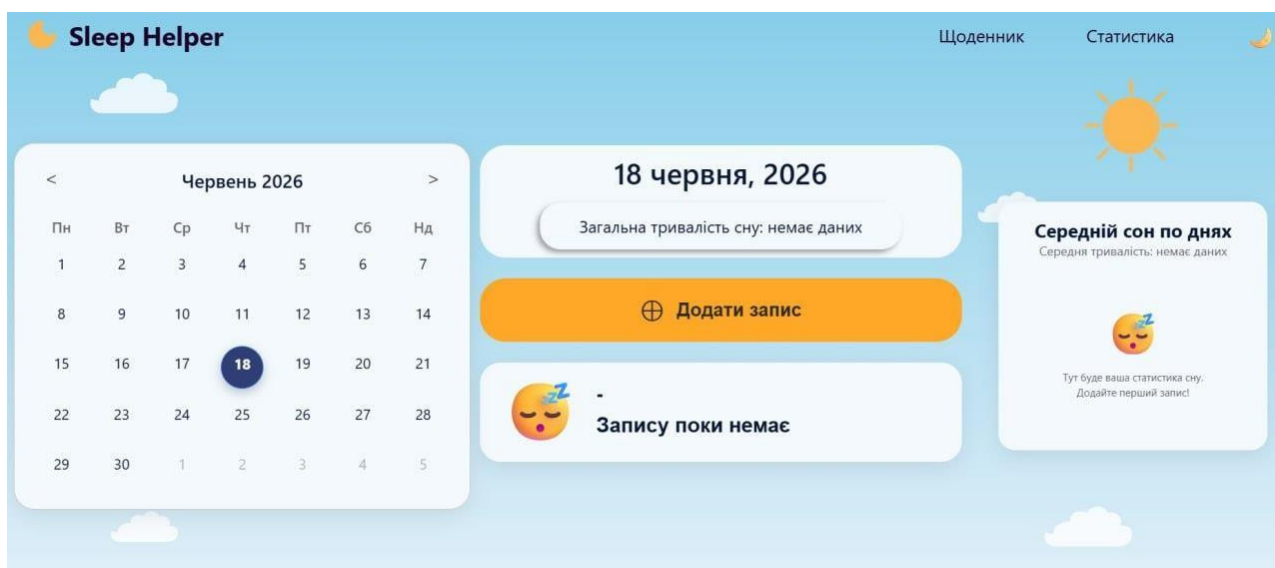 Sleep Helper
Щоденник
Статистика
< Червень 2026 >
Пн Вт Ср Чт Пт Сб Нд
1 2 3 4 5 6 7
8 9 10 11 12 13 14
15 16 17 18 19 20 21
22 23 24 25 26 27 28
29 30 1 2 3 4 5
18 червня, 2026
Загальна тривалість сну: немає даних
Додати запис
-
Запису поки немає
Середній сон по днях
Середня тривалість: немає даних
Тут буде ваша статистика сну.
Додайте перший запис!